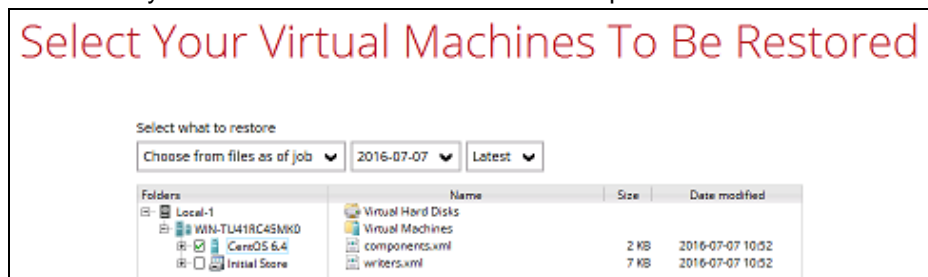 Select Your Virtual Machines To Be Restored
Select what to restore
Choose from files as of job 2016-07-07 Latest
Folders Name Size Date modified
Local-1 Virtual Hard Disks
WIN-TU41RC45MK0 Virtual Machines
CentOS 6.4 components.xml 2 KB 2016-07-07 10:52
Initial Store writers.xml 7 KB 2016-07-07 10:52